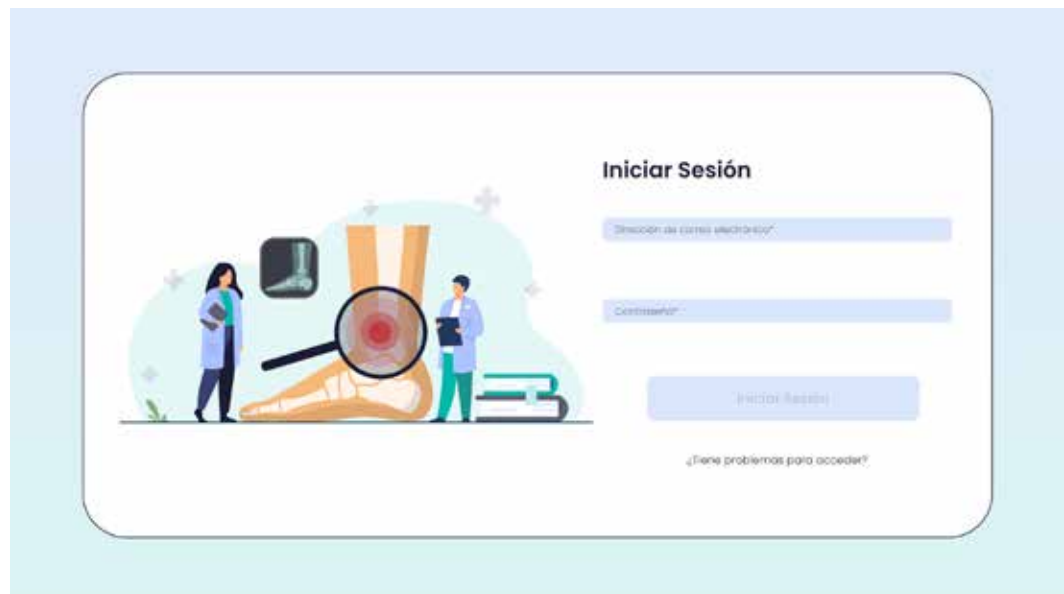 Iniciar Sesión
Dirección de correo electrónico*
Contraseña*
Iniciar Sesión
¿Tiene problemas para acceder?